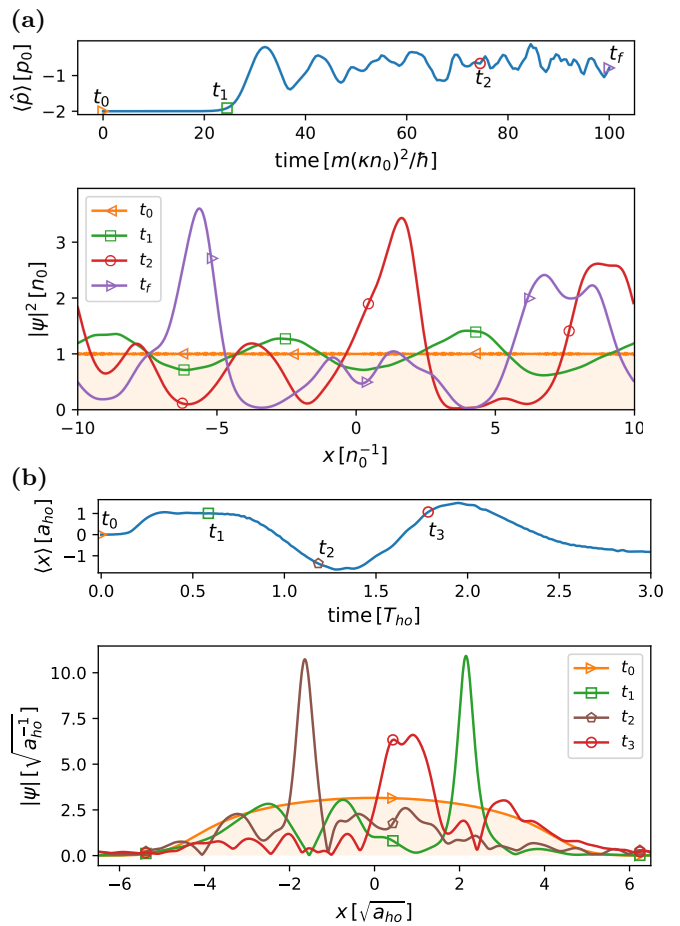 (a)
⟨p̂⟩ [p₀]
−1
−2
t₀
t₁
t₂
t_f
0 20 40 60 80 100
time [m(κn₀)²/ħ]
|ψ|² [n₀]
3
2
1
0
t₀
t₁
t₂
t_f
−10 −5 0 5 10
x [n₀⁻¹]
(b)
⟨x⟩ [a_ho]
1
0
−1
t₀
t₁
t₂
t₃
0.0 0.5 1.0 1.5 2.0 2.5 3.0
time [T_ho]
|ψ| [√a_ho⁻¹]
10.0
7.5
5.0
2.5
0.0
t₀
t₁
t₂
t₃
−6 −4 −2 0 2 4 6
x [√a_ho]